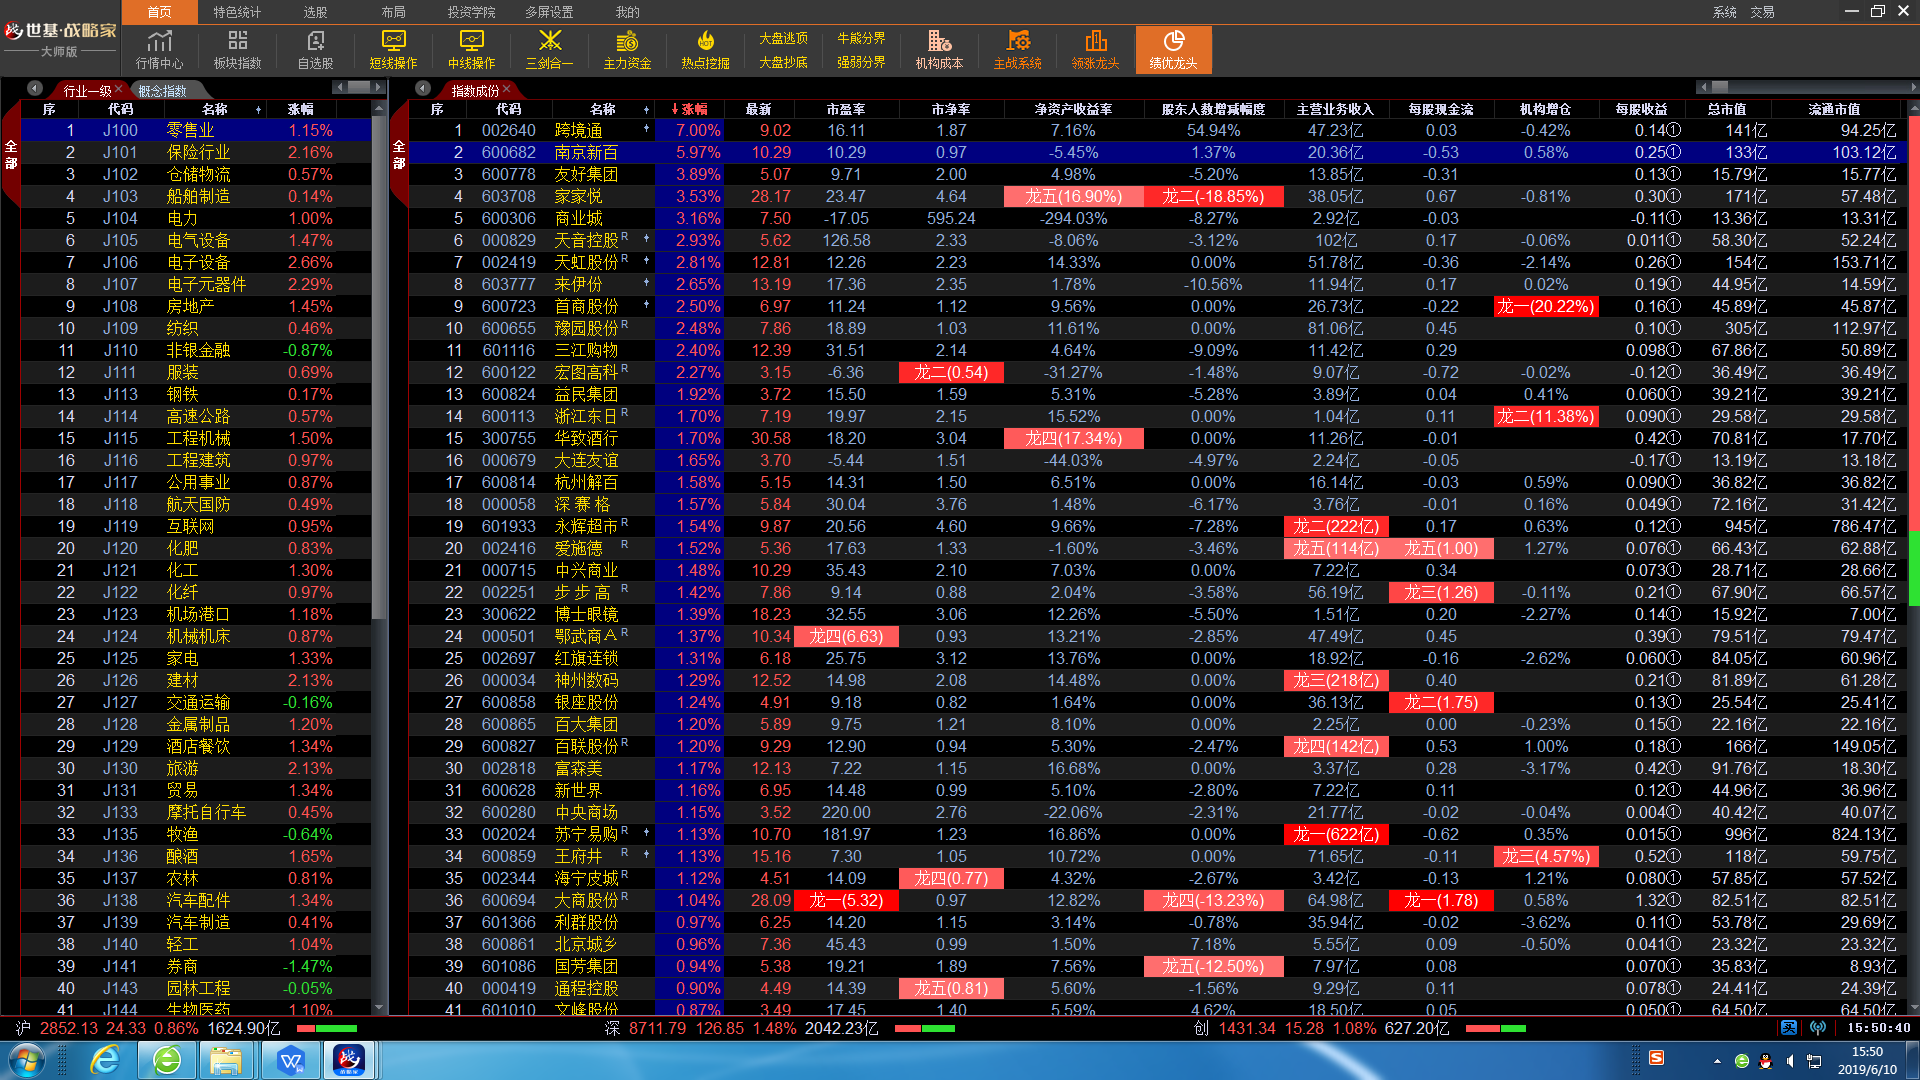 首页 特色统计 选股 布局 投资学院 多屏设置 我的 系统 交易
世基·战略家
大师版
行情中心 板块指数 自选股 短线操作 中线操作 三剑合一 主力资金 热点挖掘 大盘逃顶 牛熊分界 机构成本 主战系统 领涨龙头 绩优龙头
大盘抄底 强弱分界
行业一级 概念指数 指数成份
全部
序 代码 名称 涨幅
1 J100 零售业 1.15%
2 J101 保险行业 2.16%
3 J102 仓储物流 0.57%
4 J103 船舶制造 0.14%
5 J104 电力 1.00%
6 J105 电气设备 1.47%
7 J106 电子设备 2.66%
8 J107 电子元器件 2.29%
9 J108 房地产 1.45%
10 J109 纺织 0.46%
11 J110 非银金融 -0.87%
12 J111 服装 0.69%
13 J113 钢铁 0.17%
14 J114 高速公路 0.57%
15 J115 工程机械 1.50%
16 J116 工程建筑 0.97%
17 J117 公用事业 0.87%
18 J118 航天国防 0.49%
19 J119 互联网 0.95%
20 J120 化肥 0.83%
21 J121 化工 1.30%
22 J122 化纤 0.97%
23 J123 机场港口 1.18%
24 J124 机械机床 0.87%
25 J125 家电 1.33%
26 J126 建材 2.13%
27 J127 交通运输 -0.16%
28 J128 金属制品 1.20%
29 J129 酒店餐饮 1.34%
30 J130 旅游 2.13%
31 J131 贸易 1.34%
32 J133 摩托自行车 0.45%
33 J135 牧渔 -0.64%
34 J136 酿酒 1.65%
35 J137 农林 0.81%
36 J138 汽车配件 1.34%
37 J139 汽车制造 0.41%
38 J140 轻工 1.04%
39 J141 券商 -1.47%
40 J143 园林工程 -0.05%
41 J144 生物医药 1.10%
全部
序 代码 名称 ↓涨幅 最新 市盈率 市净率 净资产收益率 股东人数增减幅度 主营业务收入 每股现金流 机构增仓 每股收益 总市值 流通市值
1 002640 跨境通 7.00% 9.02 16.11 1.87 7.16% 54.94% 47.23亿 0.03 -0.42% 0.14① 141亿 94.25亿
2 600682 南京新百 5.97% 10.29 10.29 0.97 -5.45% 1.37% 20.36亿 -0.53 0.58% 0.25① 133亿 103.12亿
3 600778 友好集团 3.89% 5.07 9.71 2.00 4.98% -5.20% 13.85亿 -0.31 0.13① 15.79亿 15.77亿
4 603708 家家悦 3.53% 28.17 23.47 4.64 龙五(16.90%) 龙二(-18.85%) 38.05亿 0.67 -0.81% 0.30① 171亿 57.48亿
5 600306 商业城 3.16% 7.50 -17.05 595.24 -294.03% -8.27% 2.92亿 -0.03 -0.11① 13.36亿 13.31亿
6 000829 天音控股R 2.93% 5.62 126.58 2.33 -8.06% -3.12% 102亿 0.17 -0.06% 0.011① 58.30亿 52.24亿
7 002419 天虹股份R 2.81% 12.81 12.26 2.23 14.33% 0.00% 51.78亿 -0.36 -2.14% 0.26① 154亿 153.71亿
8 603777 来伊份 2.65% 13.19 17.36 2.35 1.78% -10.56% 11.94亿 0.17 0.02% 0.19① 44.95亿 14.59亿
9 600723 首商股份 2.50% 6.97 11.24 1.12 9.56% 0.00% 26.73亿 -0.22 龙一(20.22%) 0.16① 45.89亿 45.87亿
10 600655 豫园股份R 2.48% 7.86 18.89 1.03 11.61% 0.00% 81.06亿 0.45 0.10① 305亿 112.97亿
11 601116 三江购物 2.40% 12.39 31.51 2.14 4.64% -9.09% 11.42亿 0.29 0.098① 67.86亿 50.89亿
12 600122 宏图高科R 2.27% 3.15 -6.36 龙二(0.54) -31.27% -1.48% 9.07亿 -0.72 -0.02% -0.12① 36.49亿 36.49亿
13 600824 益民集团 1.92% 3.72 15.50 1.59 5.31% -5.28% 3.89亿 0.04 0.41% 0.060① 39.21亿 39.21亿
14 600113 浙江东日R 1.70% 7.19 19.97 2.15 15.52% 0.00% 1.04亿 0.11 龙二(11.38%) 0.090① 29.58亿 29.58亿
15 300755 华致酒行 1.70% 30.58 18.20 3.04 龙四(17.34%) 0.00% 11.26亿 -0.01 0.42① 70.81亿 17.70亿
16 000679 大连友谊 1.65% 3.70 -5.44 1.51 -44.03% -4.97% 2.24亿 -0.05 -0.17① 13.19亿 13.18亿
17 600814 杭州解百 1.58% 5.15 14.31 1.50 6.51% 0.00% 16.14亿 -0.03 0.59% 0.090① 36.82亿 36.82亿
18 000058 深 赛 格 1.57% 5.84 30.04 3.76 1.48% -6.17% 3.76亿 -0.01 0.16% 0.049① 72.16亿 31.42亿
19 601933 永辉超市R 1.54% 9.87 20.56 4.60 9.66% -7.28% 龙二(222亿) 0.17 0.63% 0.12① 945亿 786.47亿
20 002416 爱施德 R 1.52% 5.36 17.63 1.33 -1.60% -3.46% 龙五(114亿) 龙五(1.00) 1.27% 0.076① 66.43亿 62.88亿
21 000715 中兴商业 1.48% 10.29 35.43 2.10 7.03% 0.00% 7.22亿 0.34 0.073① 28.71亿 28.66亿
22 002251 步 步 高 R 1.42% 7.86 9.14 0.88 2.04% -3.58% 56.19亿 龙三(1.26) -0.11% 0.21① 67.90亿 66.57亿
23 300622 博士眼镜 1.39% 18.23 32.55 3.06 12.26% -5.50% 1.51亿 0.20 -2.27% 0.14① 15.92亿 7.00亿
24 000501 鄂武商A R 1.37% 10.34 龙四(6.63) 0.93 13.21% -2.85% 47.49亿 0.45 0.39① 79.51亿 79.47亿
25 002697 红旗连锁 1.31% 6.18 25.75 3.12 13.76% 0.00% 18.92亿 -0.16 -2.62% 0.060① 84.05亿 60.96亿
26 000034 神州数码 1.29% 12.52 14.98 2.08 14.48% 0.00% 龙三(218亿) 0.40 0.21① 81.89亿 61.28亿
27 600858 银座股份 1.24% 4.91 9.18 0.82 1.64% 0.00% 36.13亿 龙二(1.75) 0.13① 25.54亿 25.41亿
28 600865 百大集团 1.20% 5.89 9.75 1.21 8.10% 0.00% 2.25亿 0.00 -0.23% 0.15① 22.16亿 22.16亿
29 600827 百联股份R 1.20% 9.29 12.90 0.94 5.30% -2.47% 龙四(142亿) 0.53 1.00% 0.18① 166亿 149.05亿
30 002818 富森美 1.17% 12.13 7.22 1.15 16.68% 0.00% 3.37亿 0.28 -3.17% 0.42① 91.76亿 18.30亿
31 600628 新世界 1.16% 6.95 14.48 0.99 5.10% -2.80% 7.22亿 0.11 0.12① 44.96亿 36.96亿
32 600280 中央商场 1.15% 3.52 220.00 2.76 -22.06% -2.31% 21.77亿 -0.02 -0.04% 0.004① 40.42亿 40.07亿
33 002024 苏宁易购R 1.13% 10.70 181.97 1.23 16.86% 0.00% 龙一(622亿) -0.62 0.35% 0.015① 996亿 824.13亿
34 600859 王府井 R 1.13% 15.16 7.30 1.05 10.72% 0.00% 71.65亿 -0.11 龙三(4.57%) 0.52① 118亿 59.75亿
35 002344 海宁皮城R 1.12% 4.51 14.09 龙四(0.77) 4.32% -2.67% 3.42亿 -0.13 1.21% 0.080① 57.85亿 57.52亿
36 600694 大商股份R 1.04% 28.09 龙一(5.32) 0.97 12.82% 龙四(-13.23%) 64.98亿 龙一(1.78) 0.58% 1.32① 82.51亿 82.51亿
37 601366 利群股份 0.97% 6.25 14.20 1.15 3.14% -0.78% 35.94亿 -0.02 -3.62% 0.11① 53.78亿 29.69亿
38 600861 北京城乡 0.96% 7.36 45.43 0.99 1.50% 7.18% 5.55亿 0.09 -0.50% 0.041① 23.32亿 23.32亿
39 601086 国芳集团 0.94% 5.38 19.21 1.89 7.56% 龙五(-12.50%) 7.97亿 0.08 0.070① 35.83亿 8.93亿
40 000419 通程控股 0.90% 4.49 14.39 龙五(0.81) 5.60% -1.56% 9.29亿 0.11 0.078① 24.41亿 24.39亿
41 601010 文峰股份 0.87% 3.49 17.45 1.40 5.59% 4.62% 18.50亿 0.05 0.050① 64.50亿 64.50亿
沪 2852.13 24.33 0.86% 1624.90亿 深 8711.79 126.85 1.48% 2042.23亿 创 1431.34 15.28 1.08% 627.20亿 买 15:50:40
15:50
2019/6/10